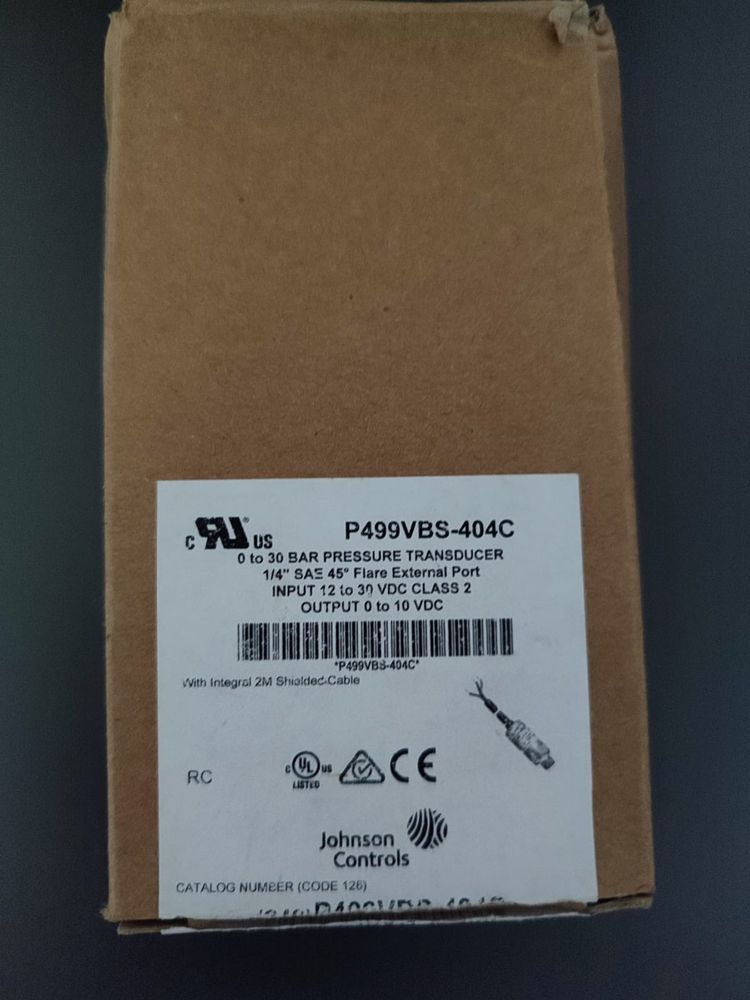 c RU US
P499VBS-404C
0 to 30 BAR PRESSURE TRANSDUCER
1/4" SAE 45° Flare External Port
INPUT 12 to 30 VDC CLASS 2
OUTPUT 0 to 10 VDC
*P499VBS-404C*
With Integral 2M Shielded Cable
RC
c UL us
LISTED
CE
Johnson
Controls
CATALOG NUMBER (CODE 128)